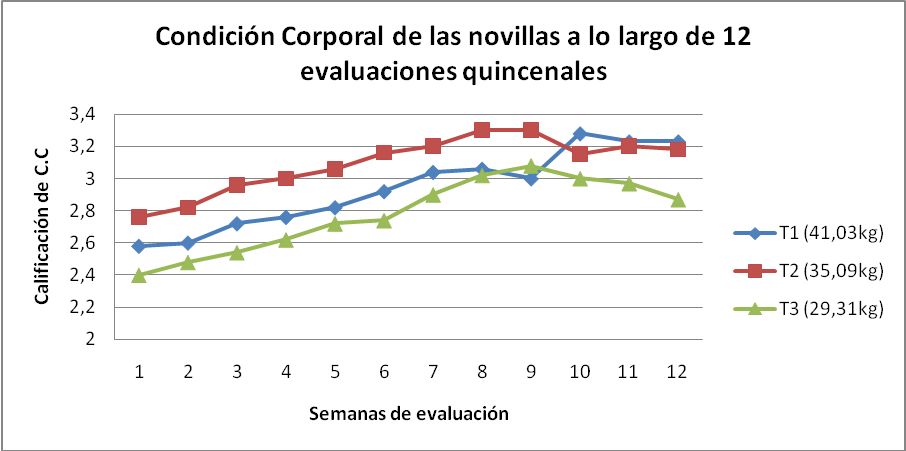 Condición Corporal de las novillas a lo largo de 12
evaluaciones quincenales
Calificación de C.C
3,4
3,2
3
2,8
2,6
2,4
2,2
2
1 2 3 4 5 6 7 8 9 10 11 12
Semanas de evaluación
T1 (41,03kg)
T2 (35,09kg)
T3 (29,31kg)